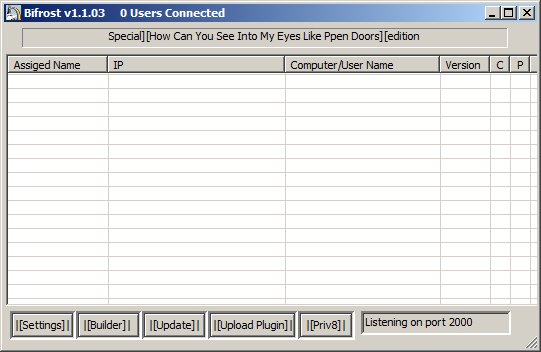 Bifrost v1.1.03 0 Users Connected
Special][How Can You See Into My Eyes Like Ppen Doors][edition
Assiged Name IP Computer/User Name Version C P
|[Settings]| |[Builder]| |[Update]| |[Upload Plugin]| |[Priv8]| Listening on port 2000